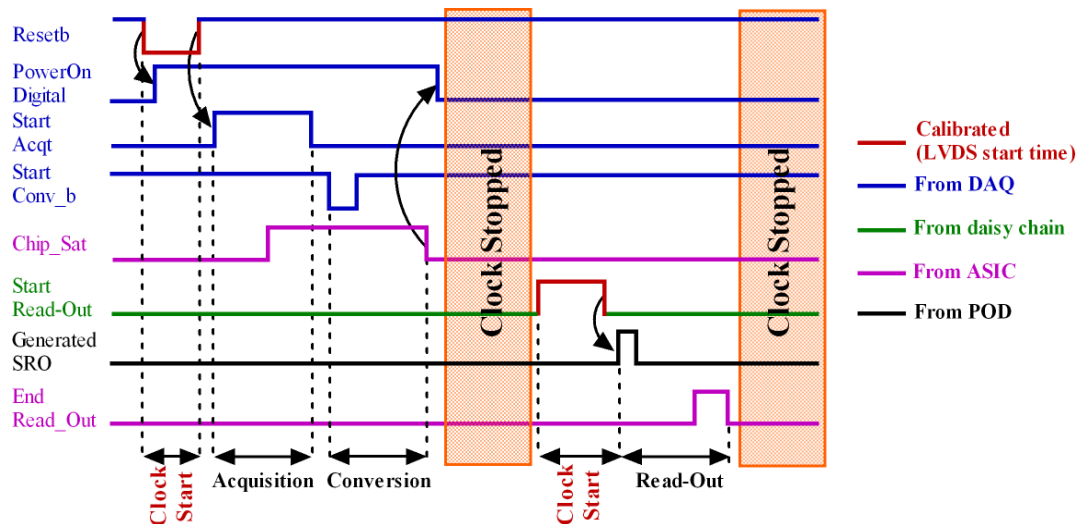 Resetb
PowerOn
Digital
Start
Acqt
Start
Conv_b
Chip_Sat
Start
Read-Out
Generated
SRO
End
Read_Out
Clock
Start
Acquisition
Conversion
Clock Stopped
Clock
Start
Read-Out
Clock Stopped
Calibrated
(LVDS start time)
From DAQ
From daisy chain
From ASIC
From POD